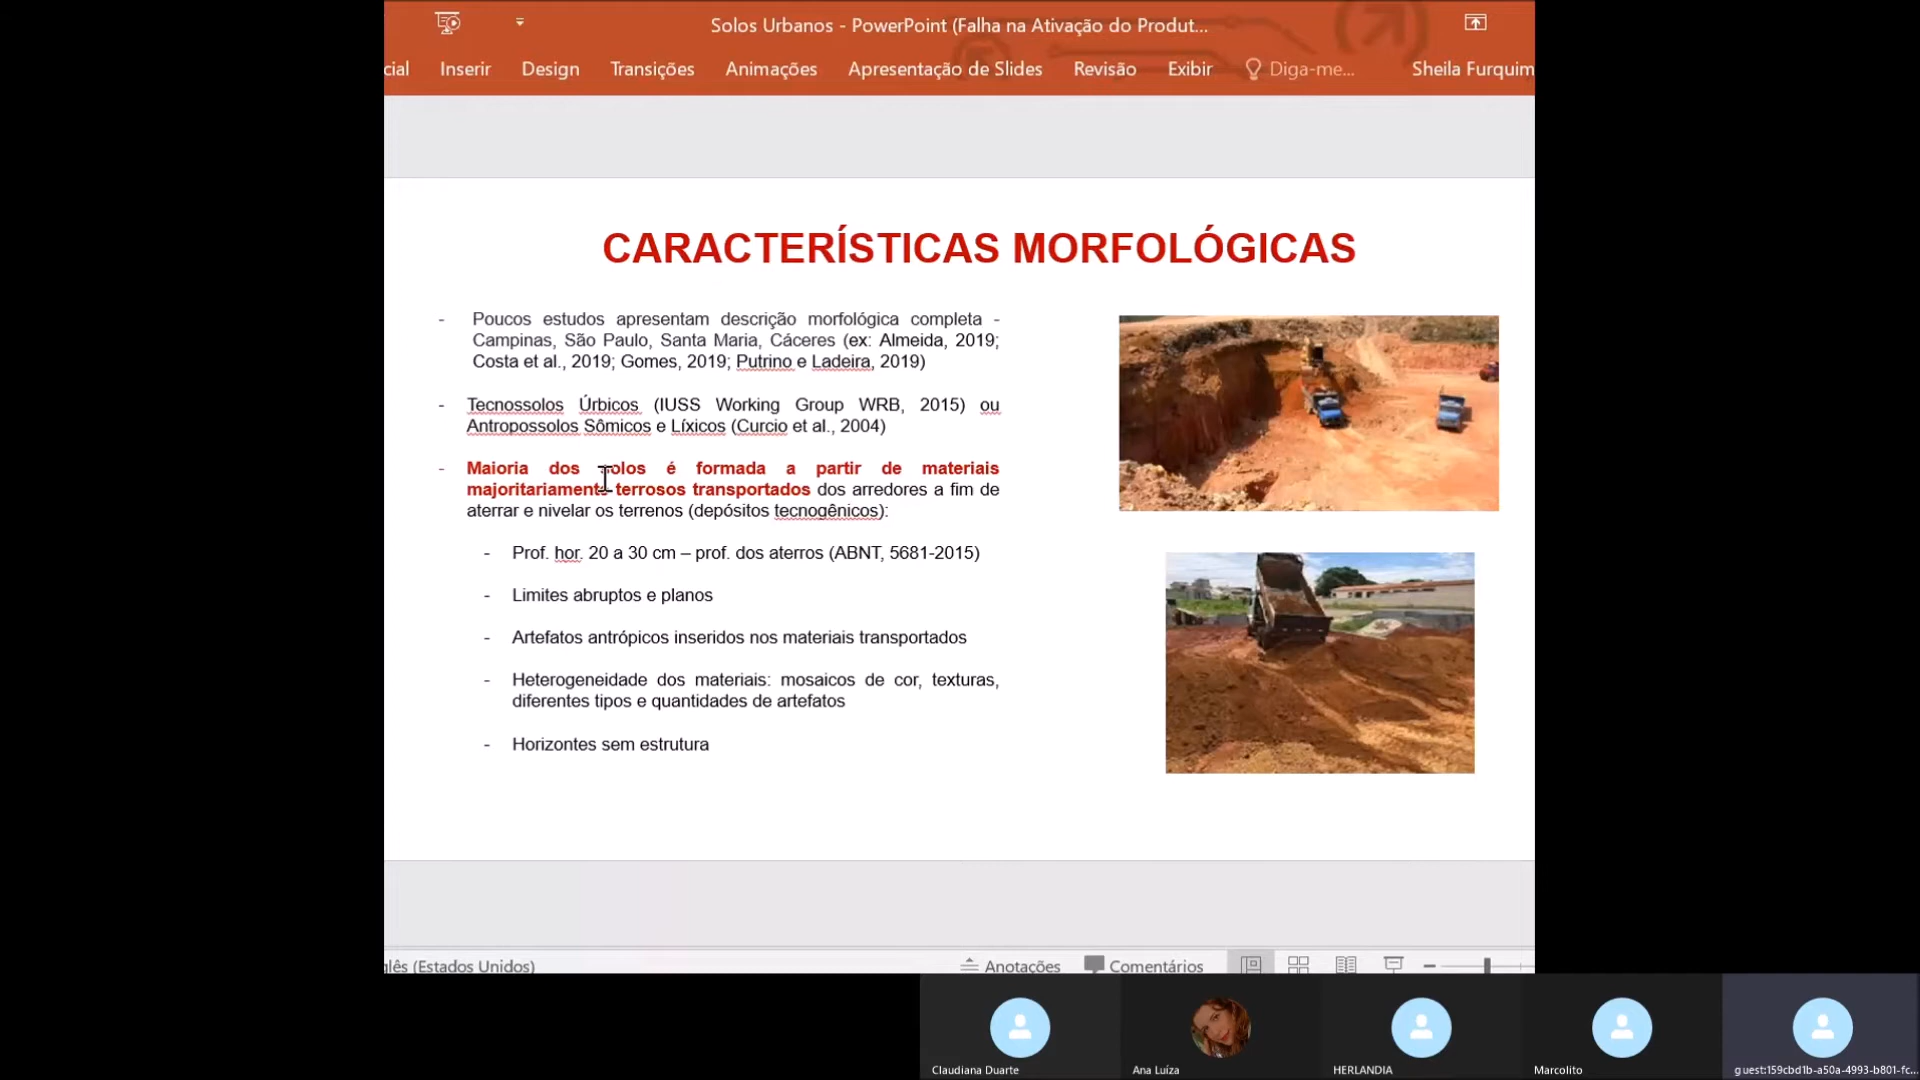 Solos Urbanos - PowerPoint (Falha na Ativação do Produt...
cial Inserir Design Transições Animações Apresentação de Slides Revisão Exibir Diga-me... Sheila Furquim
CARACTERÍSTICAS MORFOLÓGICAS
- Poucos estudos apresentam descrição morfológica completa -
Campinas, São Paulo, Santa Maria, Cáceres (ex: Almeida, 2019;
Costa et al., 2019; Gomes, 2019; Putrino e Ladeira, 2019)
- Tecnossolos Úrbicos (IUSS Working Group WRB, 2015) ou
Antropossolos Sômicos e Líxicos (Curcio et al., 2004)
- Maioria dos solos é formada a partir de materiais
majoritariamente terrosos transportados dos arredores a fim de
aterrar e nivelar os terrenos (depósitos tecnogênicos):
- Prof. hor. 20 a 30 cm – prof. dos aterros (ABNT, 5681-2015)
- Limites abruptos e planos
- Artefatos antrópicos inseridos nos materiais transportados
- Heterogeneidade dos materiais: mosaicos de cor, texturas,
diferentes tipos e quantidades de artefatos
- Horizontes sem estrutura
glês (Estados Unidos) Anotações Comentários
Claudiana Duarte Ana Luíza HERLANDIA Marcolito guest:159cbd1b-a50a-4993-b801-fc...